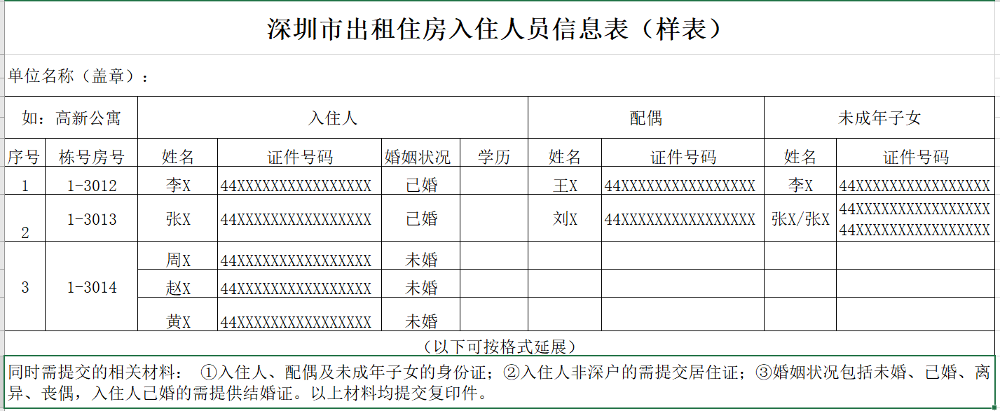 深圳市出租住房入住人员信息表（样表）
单位名称（盖章）：
如：高新公寓 入住人 配偶 未成年子女
序号 栋号房号 姓名 证件号码 婚姻状况 学历 姓名 证件号码 姓名 证件号码
1 1-3012 李X 44XXXXXXXXXXXXXXXX 已婚 王X 44XXXXXXXXXXXXXXXX 李X 44XXXXXXXXXXXXXXXX
2 1-3013 张X 44XXXXXXXXXXXXXXXX 已婚 刘X 44XXXXXXXXXXXXXXXX 张X/张X 44XXXXXXXXXXXXXXXX
44XXXXXXXXXXXXXXXX
3 1-3014 周X 44XXXXXXXXXXXXXXXX 未婚
赵X 44XXXXXXXXXXXXXXXX 未婚
黄X 44XXXXXXXXXXXXXXXX 未婚
（以下可按格式延展）
同时需提交的相关材料： ①入住人、配偶及未成年子女的身份证；②入住人非深户的需提交居住证；③婚姻状况包括未婚、已婚、离
异、丧偶，入住人已婚的需提供结婚证。以上材料均提交复印件。